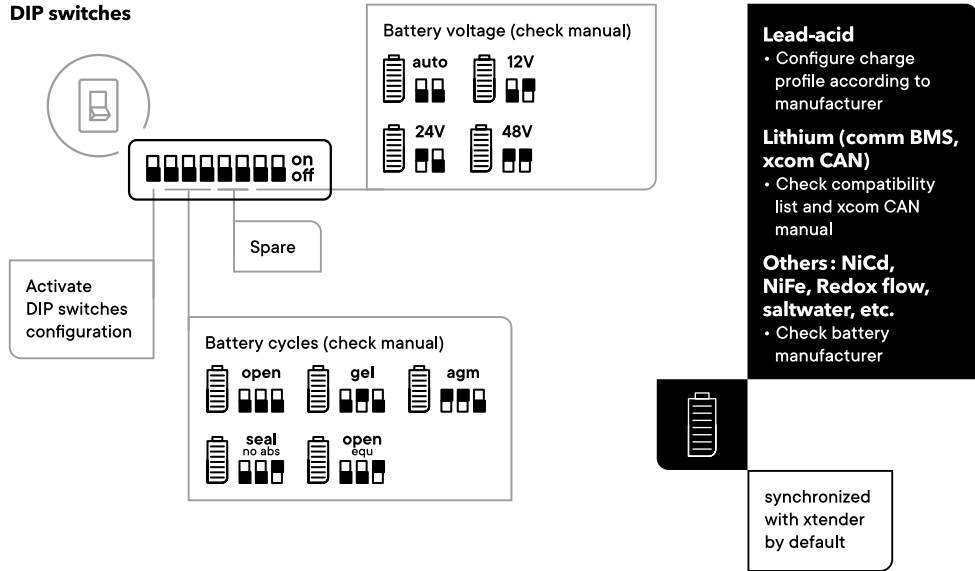 DIP switches
on
off
Activate
DIP switches
configuration
Spare
Battery voltage (check manual)
auto
12V
24V
48V
Battery cycles (check manual)
open
gel
agm
seal
no abs
open
equ
Lead-acid
• Configure charge
profile according to
manufacturer
Lithium (comm BMS,
xcom CAN)
• Check compatibility
list and xcom CAN
manual
Others : NiCd,
NiFe, Redox flow,
saltwater, etc.
• Check battery
manufacturer
synchronized
with xtender
by default